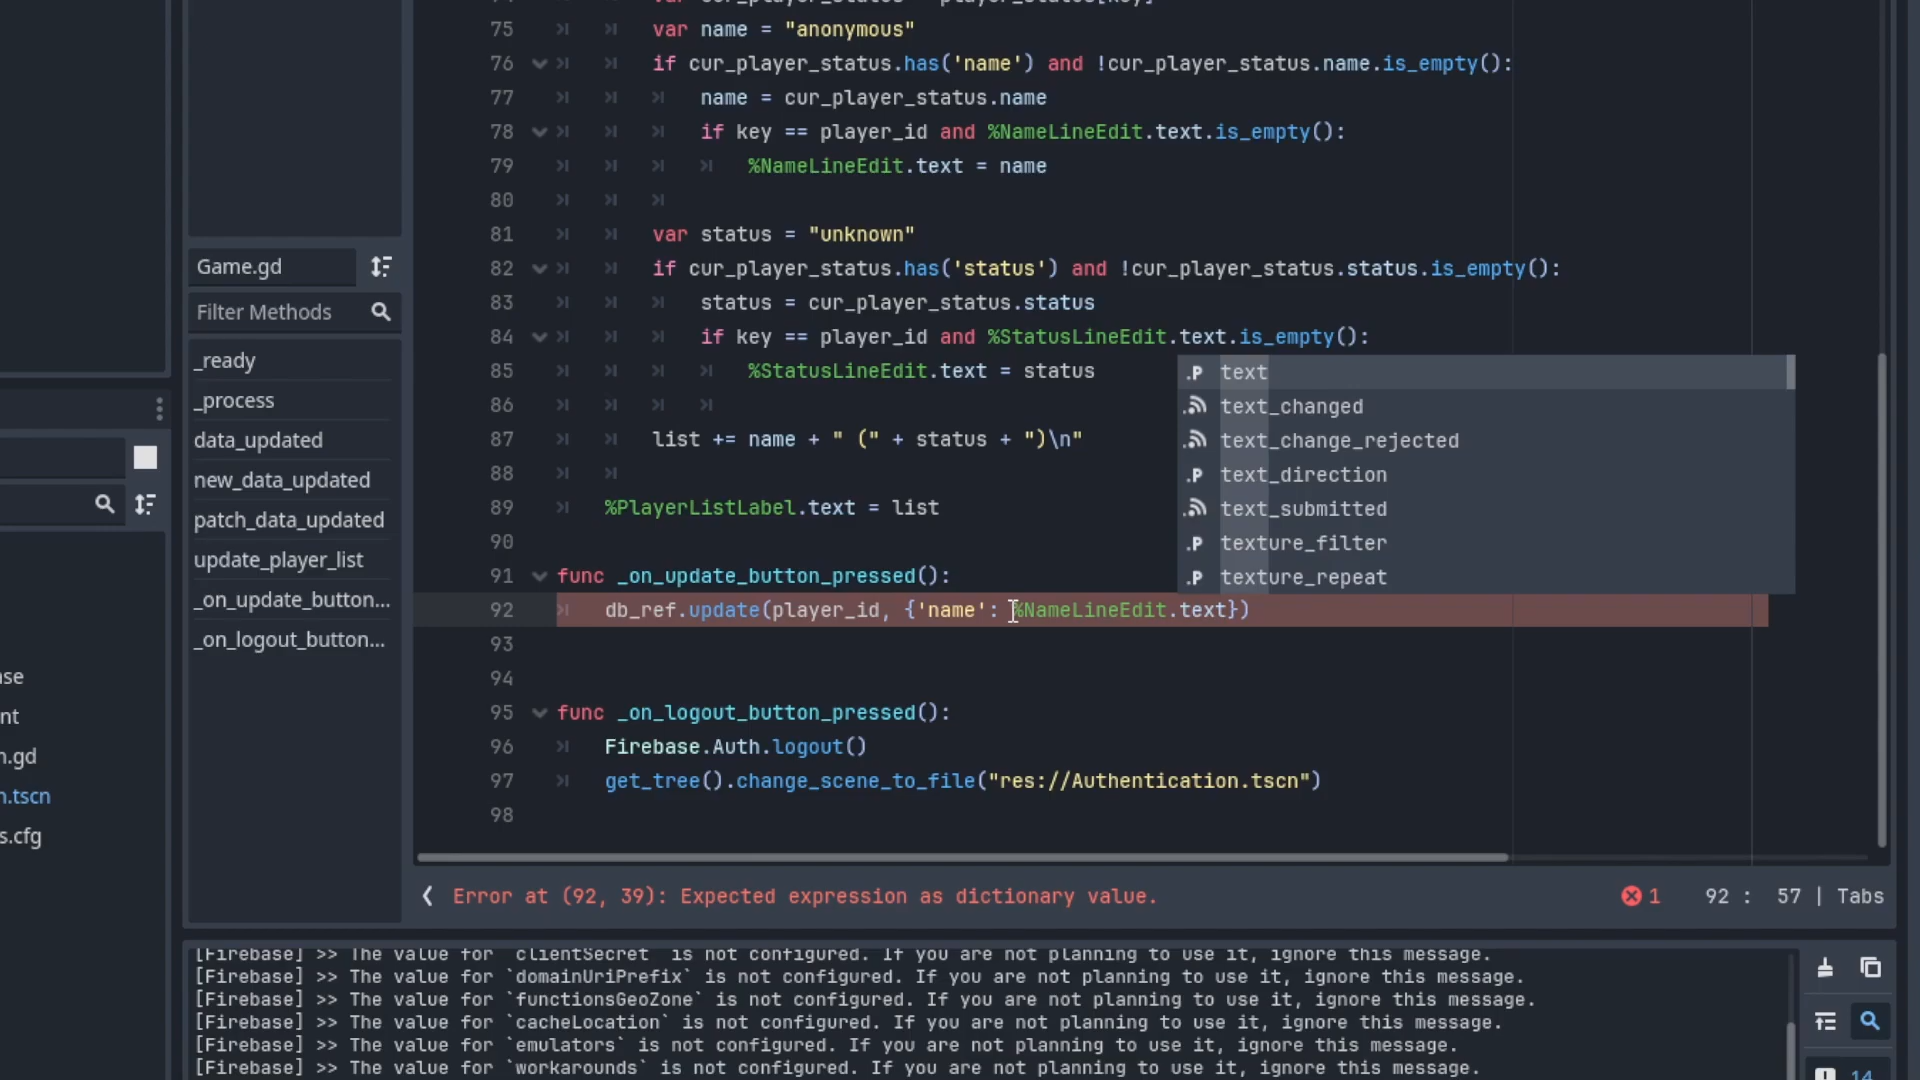 75 var name = "anonymous"
76 if cur_player_status.has('name') and !cur_player_status.name.is_empty():
77 name = cur_player_status.name
78 if key == player_id and %NameLineEdit.text.is_empty():
79 %NameLineEdit.text = name
80
81 var status = "unknown"
82 if cur_player_status.has('status') and !cur_player_status.status.is_empty():
83 status = cur_player_status.status
84 if key == player_id and %StatusLineEdit.text.is_empty():
85 %StatusLineEdit.text = status
86
87 list += name + " (" + status + ")\n"
88
89 %PlayerListLabel.text = list
90
91 func _on_update_button_pressed():
92 db_ref.update(player_id, {'name': %NameLineEdit.text})
93
94
95 func _on_logout_button_pressed():
96 Firebase.Auth.logout()
97 get_tree().change_scene_to_file("res://Authentication.tscn")
98
text
text_changed
text_change_rejected
text_direction
text_submitted
texture_filter
texture_repeat
Game.gd
Filter Methods
_ready
_process
data_updated
new_data_updated
patch_data_updated
update_player_list
_on_update_button...
_on_logout_button...
se
nt
n.gd
n.tscn
s.cfg
Error at (92, 39): Expected expression as dictionary value.
1 92 : 57 | Tabs
[Firebase] >> The value for `clientSecret` is not configured. If you are not planning to use it, ignore this message.
[Firebase] >> The value for `domainUriPrefix` is not configured. If you are not planning to use it, ignore this message.
[Firebase] >> The value for `functionsGeoZone` is not configured. If you are not planning to use it, ignore this message.
[Firebase] >> The value for `cacheLocation` is not configured. If you are not planning to use it, ignore this message.
[Firebase] >> The value for `emulators` is not configured. If you are not planning to use it, ignore this message.
[Firebase] >> The value for `workarounds` is not configured. If you are not planning to use it, ignore this message.
14